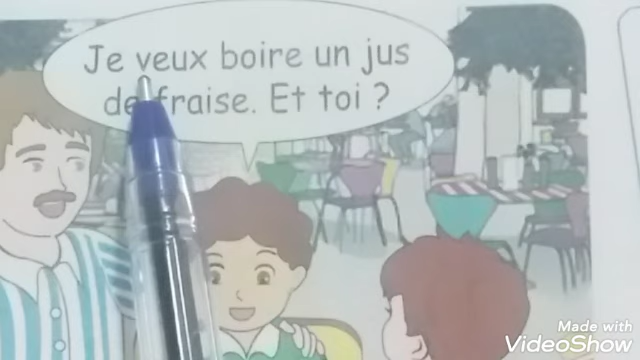 Je veux boire un jus
de fraise. Et toi ?
Made with
VideoShow